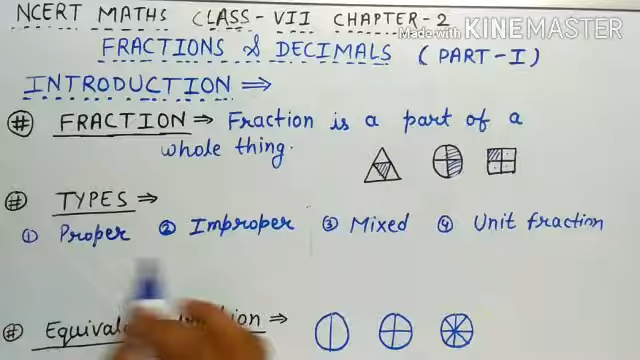 NCERT MATHS CLASS-VII CHAPTER-2
Made with KINEMASTER
FRACTIONS & DECIMALS (PART-I)
INTRODUCTION ⇒
# FRACTION ⇒ Fraction is a part of a
whole thing.
# TYPES ⇒
① Proper ② Improper ③ Mixed ④ Unit fraction
# ⇒